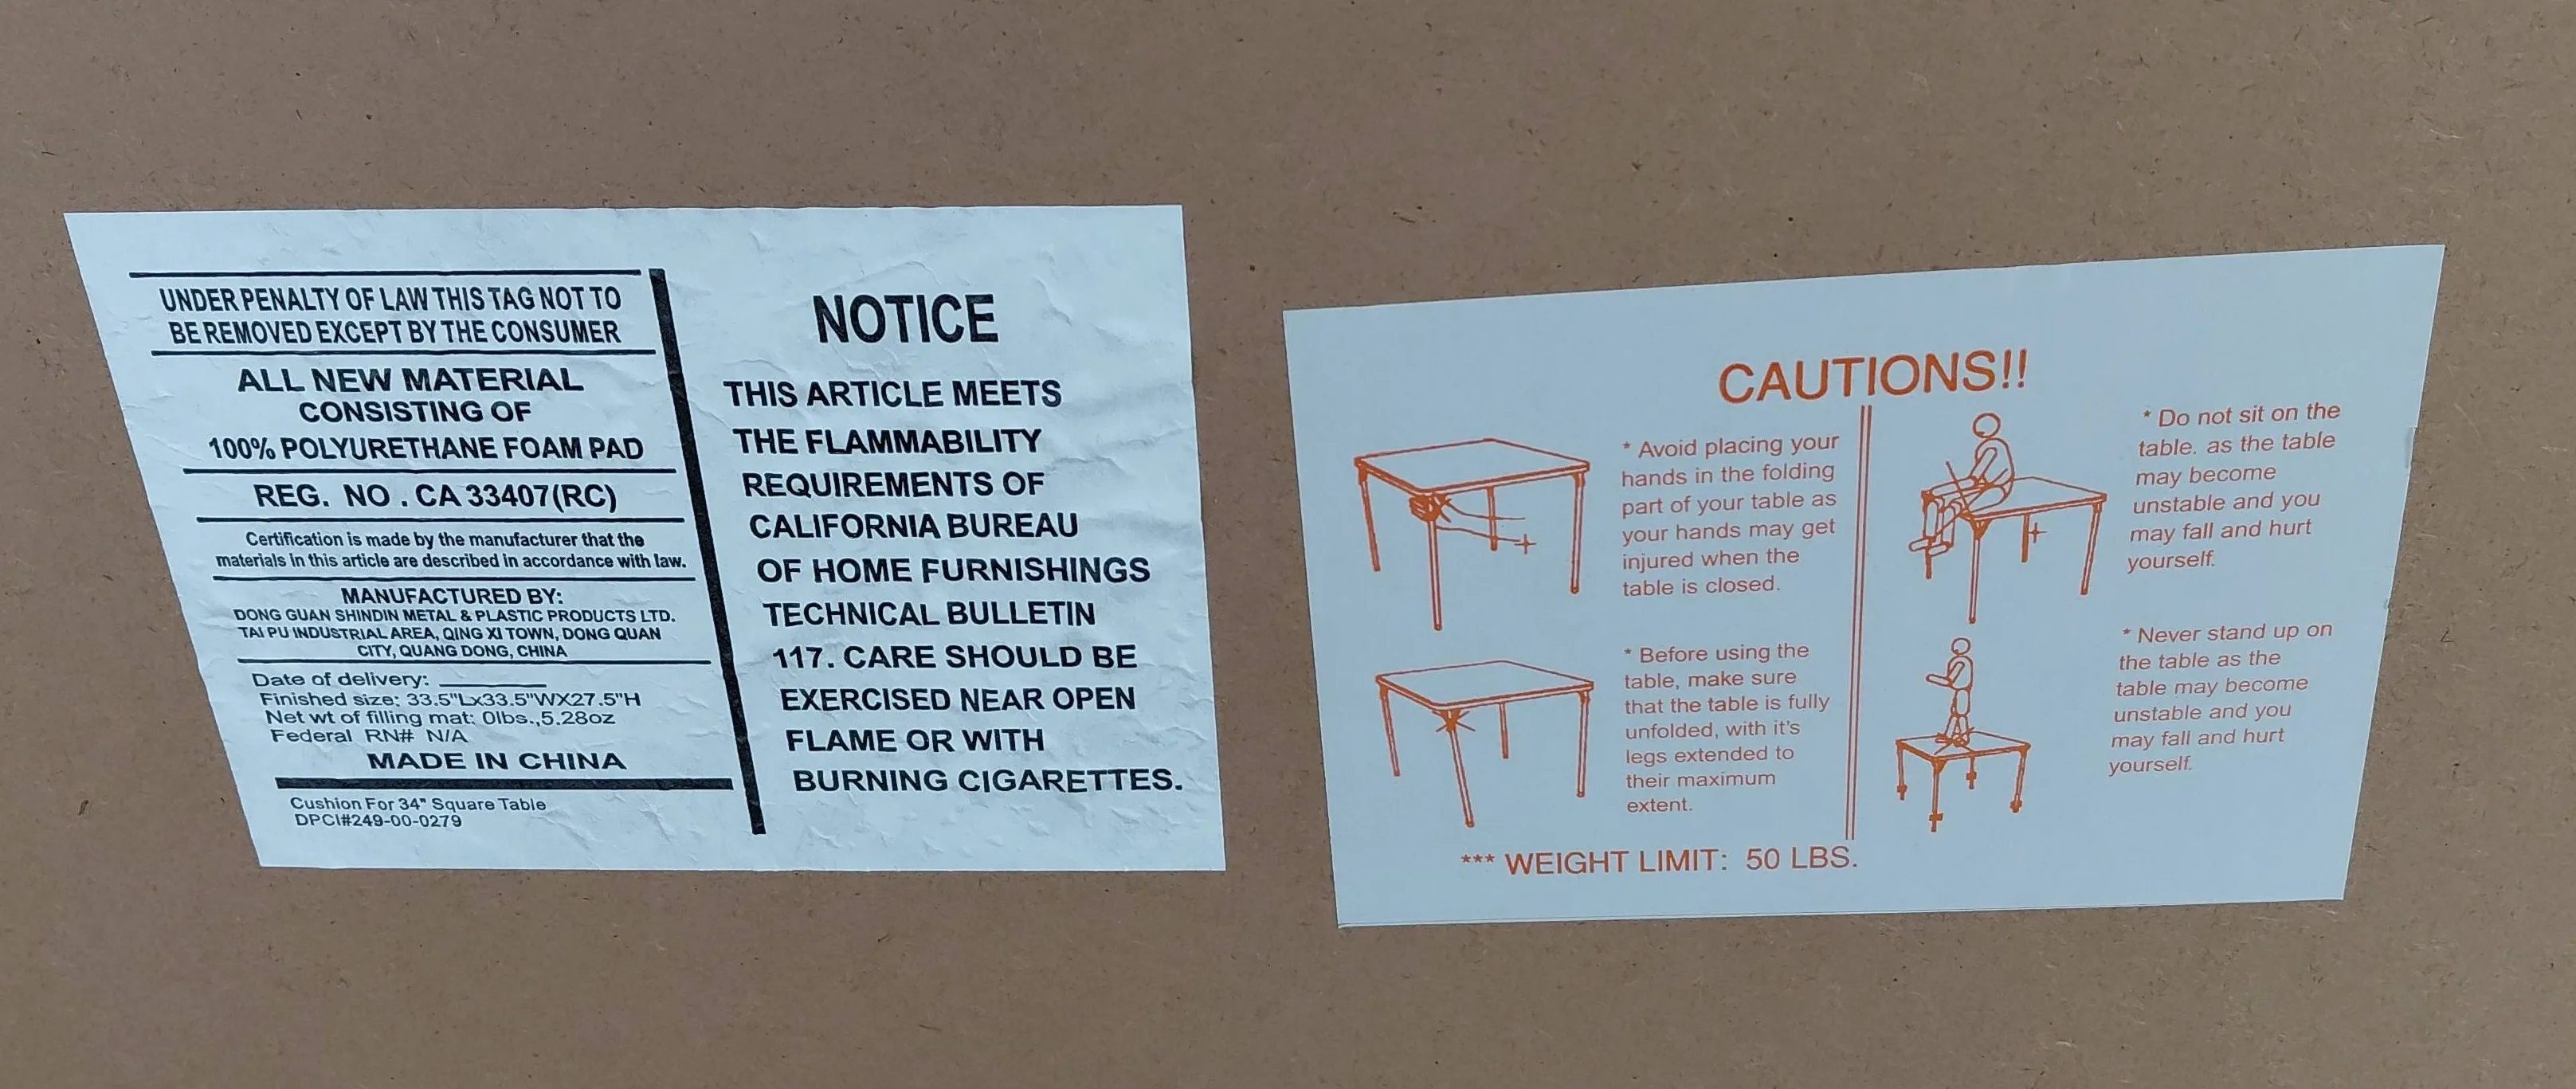 UNDER PENALTY OF LAW THIS TAG NOT TO
BE REMOVED EXCEPT BY THE CONSUMER
ALL NEW MATERIAL
CONSISTING OF
100% POLYURETHANE FOAM PAD
REG. NO . CA 33407(RC)
Certification is made by the manufacturer that the
materials in this article are described in accordance with law.
MANUFACTURED BY:
DONG GUAN SHINDIN METAL & PLASTIC PRODUCTS LTD.
TAI PU INDUSTRIAL AREA, QING XI TOWN, DONG QUAN
CITY, QUANG DONG, CHINA
Date of delivery: ________
Finished size: 33.5"Lx33.5"WX27.5"H
Net wt of filling mat: 0lbs.,5.28oz
Federal RN# N/A
MADE IN CHINA
Cushion For 34" Square Table
DPCI#249-00-0279
NOTICE
THIS ARTICLE MEETS
THE FLAMMABILITY
REQUIREMENTS OF
CALIFORNIA BUREAU
OF HOME FURNISHINGS
TECHNICAL BULLETIN
117. CARE SHOULD BE
EXERCISED NEAR OPEN
FLAME OR WITH
BURNING CIGARETTES.
CAUTIONS!!
* Avoid placing your
hands in the folding
part of your table as
your hands may get
injured when the
table is closed.
* Before using the
table, make sure
that the table is fully
unfolded, with it's
legs extended to
their maximum
extent.
* Do not sit on the
table. as the table
may become
unstable and you
may fall and hurt
yourself.
* Never stand up on
the table as the
table may become
unstable and you
may fall and hurt
yourself.
*** WEIGHT LIMIT: 50 LBS.